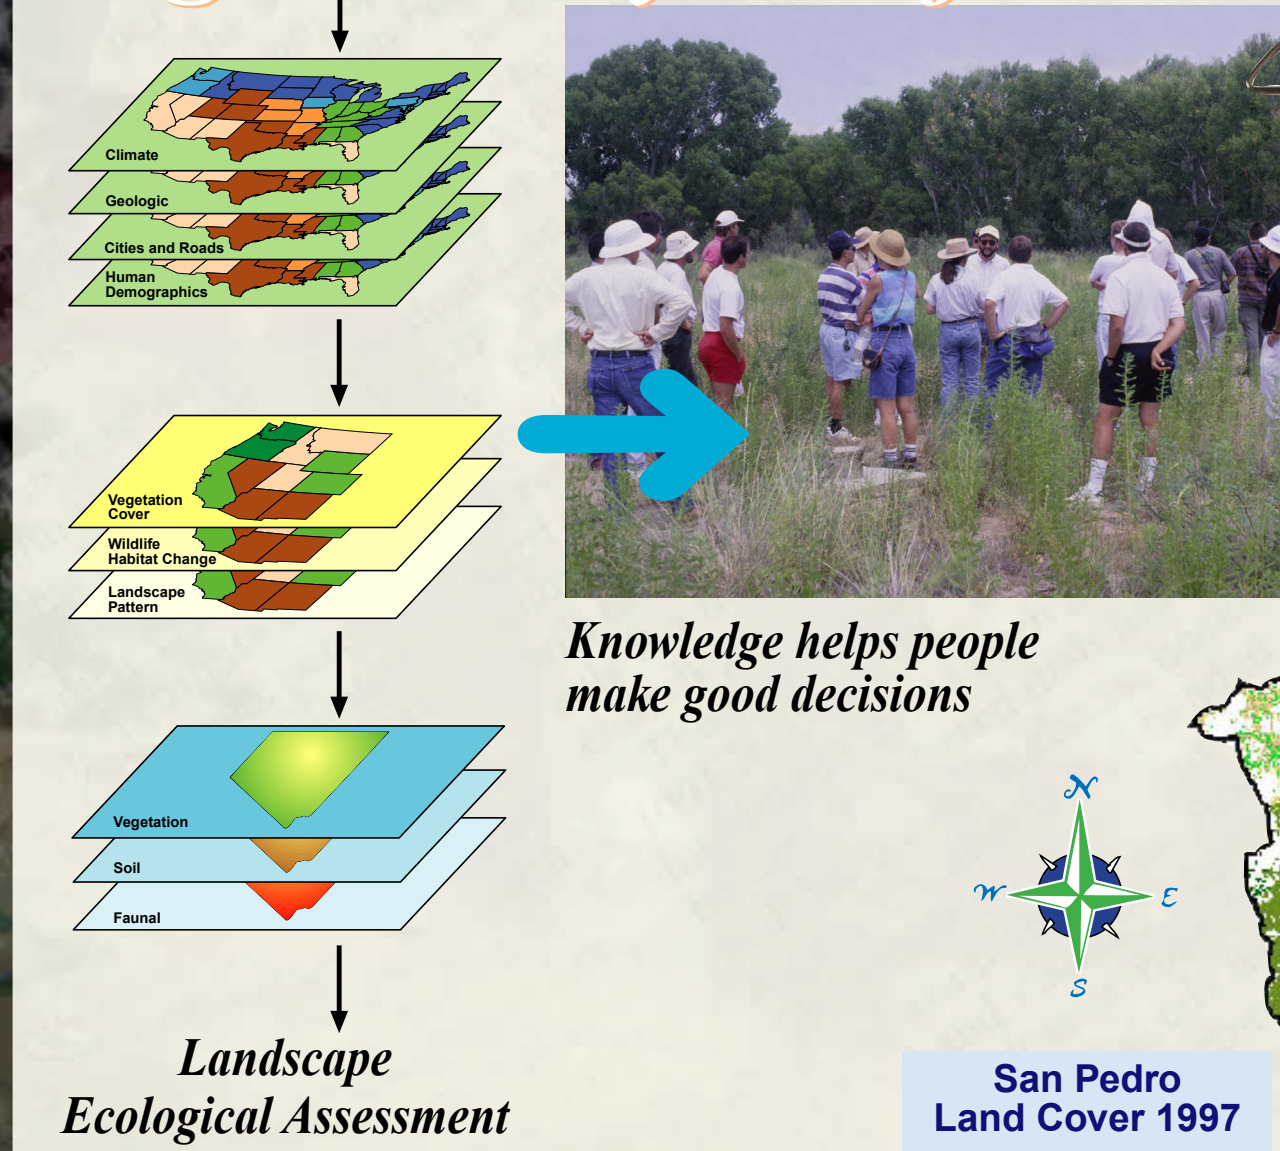 Climate
Geologic
Cities and Roads
Human
Demographics
Vegetation
Cover
Wildlife
Habitat Change
Landscape
Pattern
Knowledge helps people
make good decisions
Vegetation
Soil
Faunal
N
W
E
S
Landscape
Ecological Assessment
San Pedro
Land Cover 1997